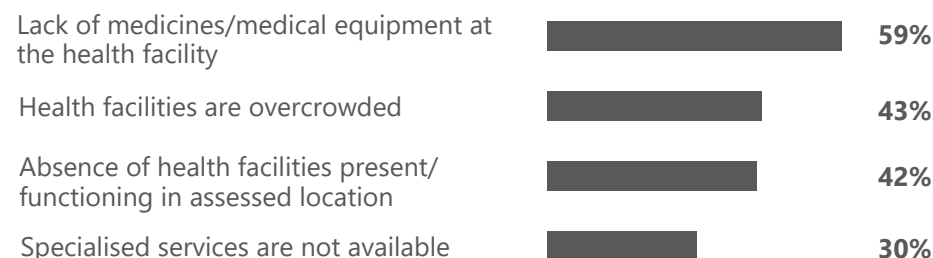 Lack of medicines/medical equipment at
the health facility
59%
Health facilities are overcrowded
43%
Absence of health facilities present/
functioning in assessed location
42%
Specialised services are not available
30%